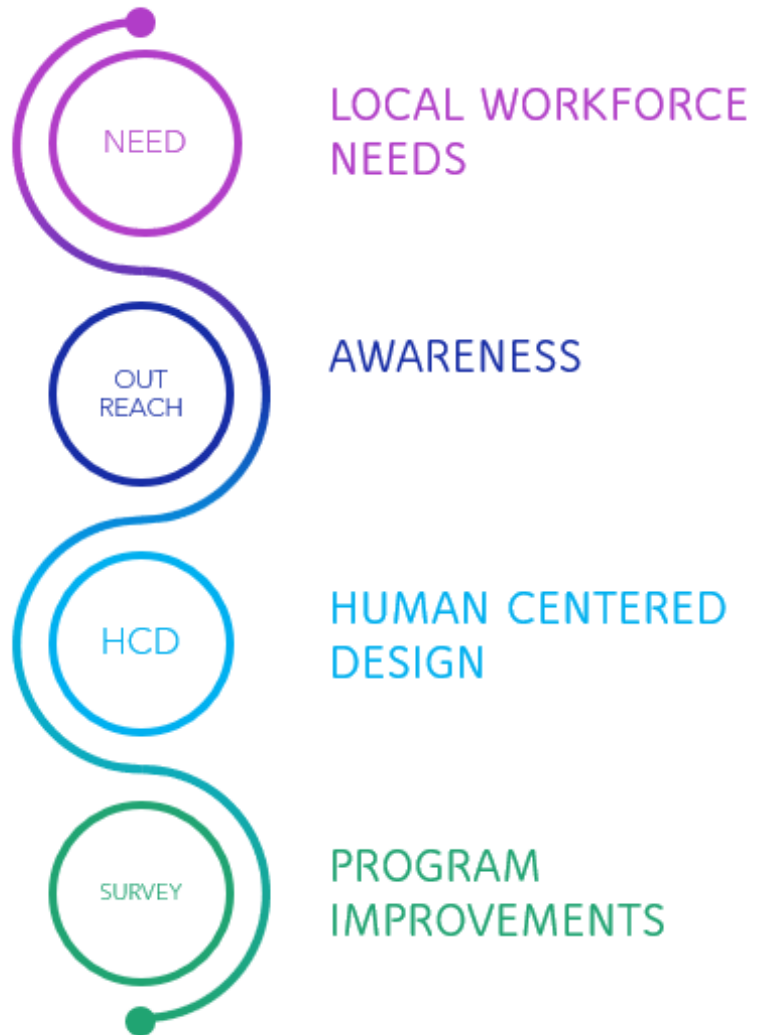 NEED
LOCAL WORKFORCE
NEEDS
OUT
REACH
AWARENESS
HCD
HUMAN CENTERED
DESIGN
SURVEY
PROGRAM
IMPROVEMENTS